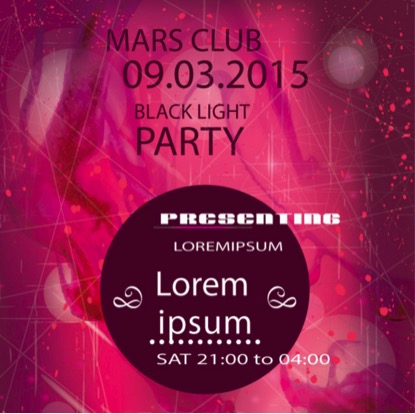 MARS CLUB
09.03.2015
BLACK LIGHT
PARTY
PRESENTING
LOREMIPSUM
Lorem
ipsum
SAT 21:00 to 04:00